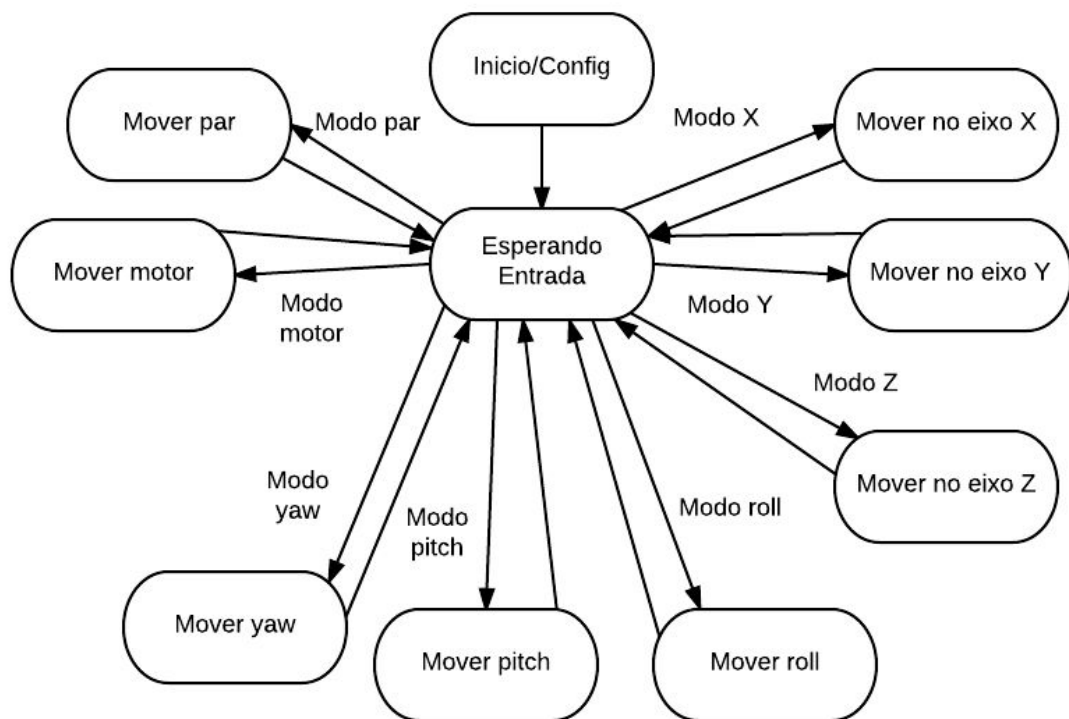 Inicio/Config
Mover par
Modo par
Modo X
Mover no eixo X
Mover motor
Modo
motor
Esperando
Entrada
Mover no eixo Y
Modo Y
Modo Z
Mover no eixo Z
Modo
yaw
Modo
pitch
Modo roll
Mover yaw
Mover pitch
Mover roll